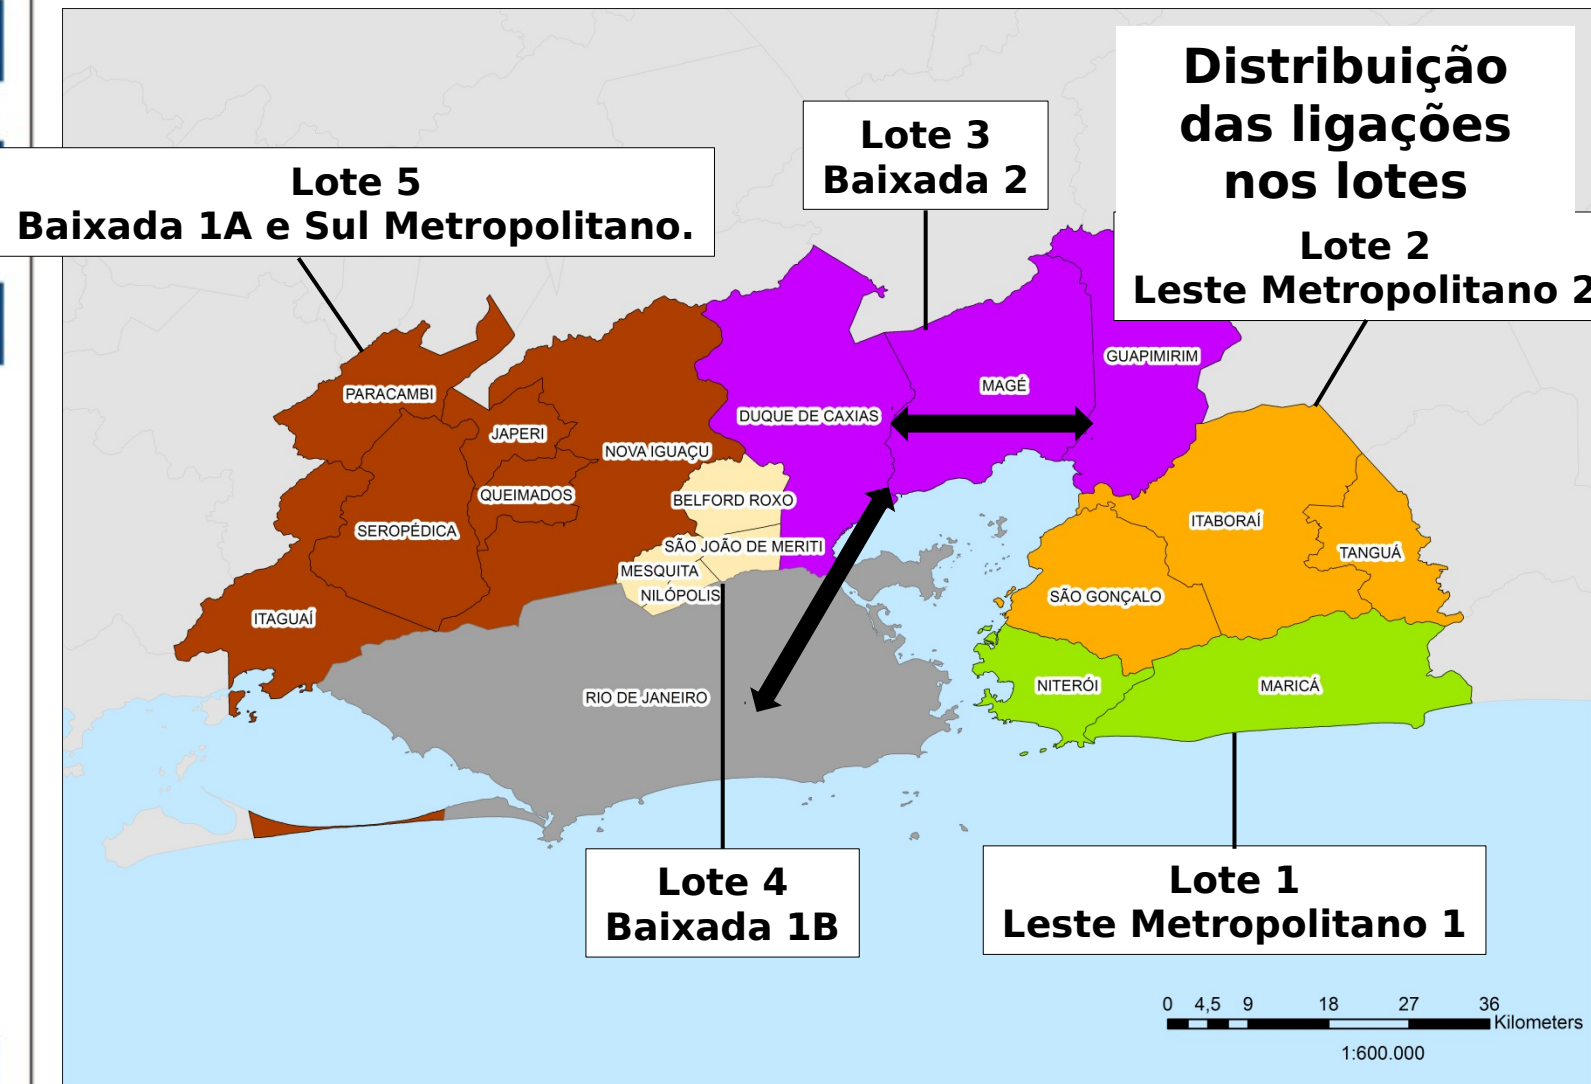 Distribuição
das ligações
nos lotes
Lote 3
Baixada 2
Lote 5
Baixada 1A e Sul Metropolitano.
Lote 2
Leste Metropolitano 2
GUAPIMIRIM
MAGÉ
PARACAMBI
DUQUE DE CAXIAS
JAPERI
NOVA IGUAÇU
QUEIMADOS
BELFORD ROXO
ITABORAÍ
SEROPÉDICA
SÃO JOÃO DE MERITI
TANGUÁ
MESQUITA
NILÓPOLIS
SÃO GONÇALO
ITAGUAÍ
NITERÓI
MARICÁ
RIO DE JANEIRO
Lote 4
Baixada 1B
Lote 1
Leste Metropolitano 1
0 4,5 9 18 27 36
Kilometers
1:600.000